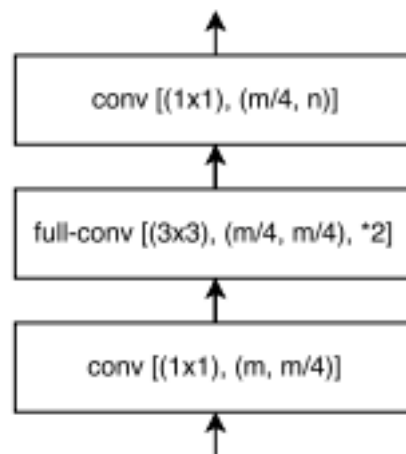 conv [(1x1), (m/4, n)]
full-conv [(3x3), (m/4, m/4), *2]
conv [(1x1), (m, m/4)]